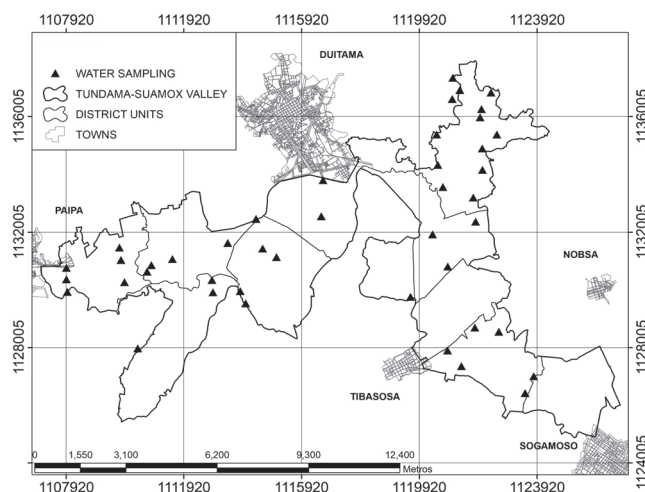 1107920 1111920 1115920 1119920 1123920
DUITAMA
WATER SAMPLING
TUNDAMA-SUAMOX VALLEY
DISTRICT UNITS
TOWNS
1136005 1136005
PAIPA
1132005 1132005
NOBSA
1128005 1128005
TIBASOSA
SOGAMOSO
0 1,550 3,100 6,200 9,300 12,400
Metros
1124005
1107920 1111920 1115920 1119920 1123920